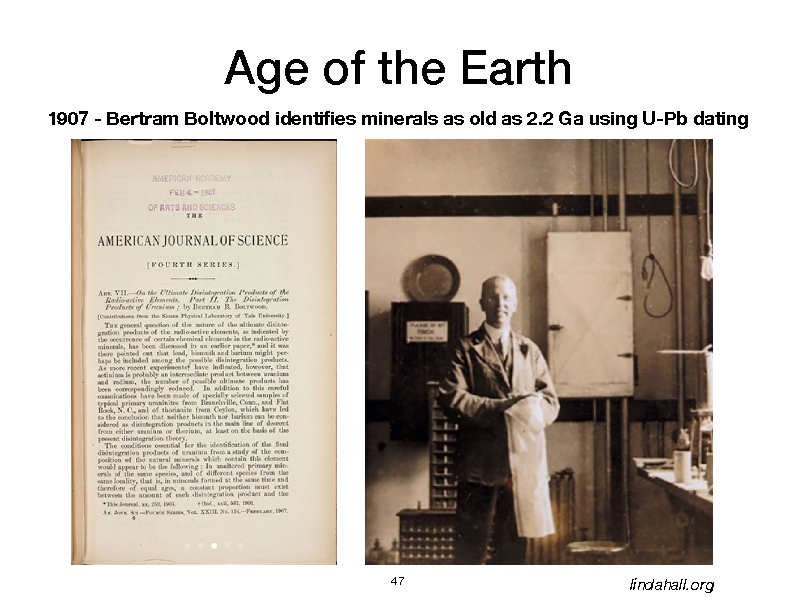 Age of the Earth
1907 - Bertram Boltwood identifies minerals as old as 2.2 Ga using U-Pb dating
AMERICAN ACADEMY
FEB 4 - 1907
OF ARTS AND SCIENCES
THE
AMERICAN JOURNAL OF SCIENCE
[FOURTH SERIES.]
ART. VII.—On the Ultimate Disintegration Products of the
Radio-active Elements. Part II. The Disintegration
Products of Uranium; by BERTRAM B. BOLTWOOD.
[Contributions from the Sloane Physical Laboratory of Yale University.]
THE general question of the nature of the ultimate disinte-
gration products of the radio-active elements, as indicated by
the occurrence of certain chemical elements in the radio-active
minerals, has been discussed in an earlier paper,* and it was
there pointed out that lead, bismuth and barium might per-
haps be included among the possible disintegration products.
As more recent experiments† have indicated, however, that
actinium is probably an intermediate product between uranium
and radium, the number of possible ultimate products has
been correspondingly reduced. In addition to this careful
examinations have been made of specially selected samples of
typical primary uraninites from Branchville, Conn., and Flat
Rock, N. C., and of thorianite from Ceylon, which have led
to the conclusion that neither bismuth nor barium can be con-
sidered as disintegration products in the main line of descent
from either uranium or thorium, at least on the basis of the
present disintegration theory.
The conditions essential for the identification of the final
disintegration products of uranium from a study of the com-
position of the natural minerals which contain this element
would appear to be the following: In unaltered primary min-
erals of the same species, and of different species from the
same locality, that is, in minerals formed at the same time and
therefore of equal ages, a constant proportion must exist
between the amount of each disintegration product and the
*This Journal, xx, 253, 1905. † Ibid., xxii, 537, 1906.
AM. JOUR. SCI.—FOURTH SERIES, VOL. XXIII, No. 134.—FEBRUARY, 1907.
6
PLEASE DO NOT
47
lindahall.org